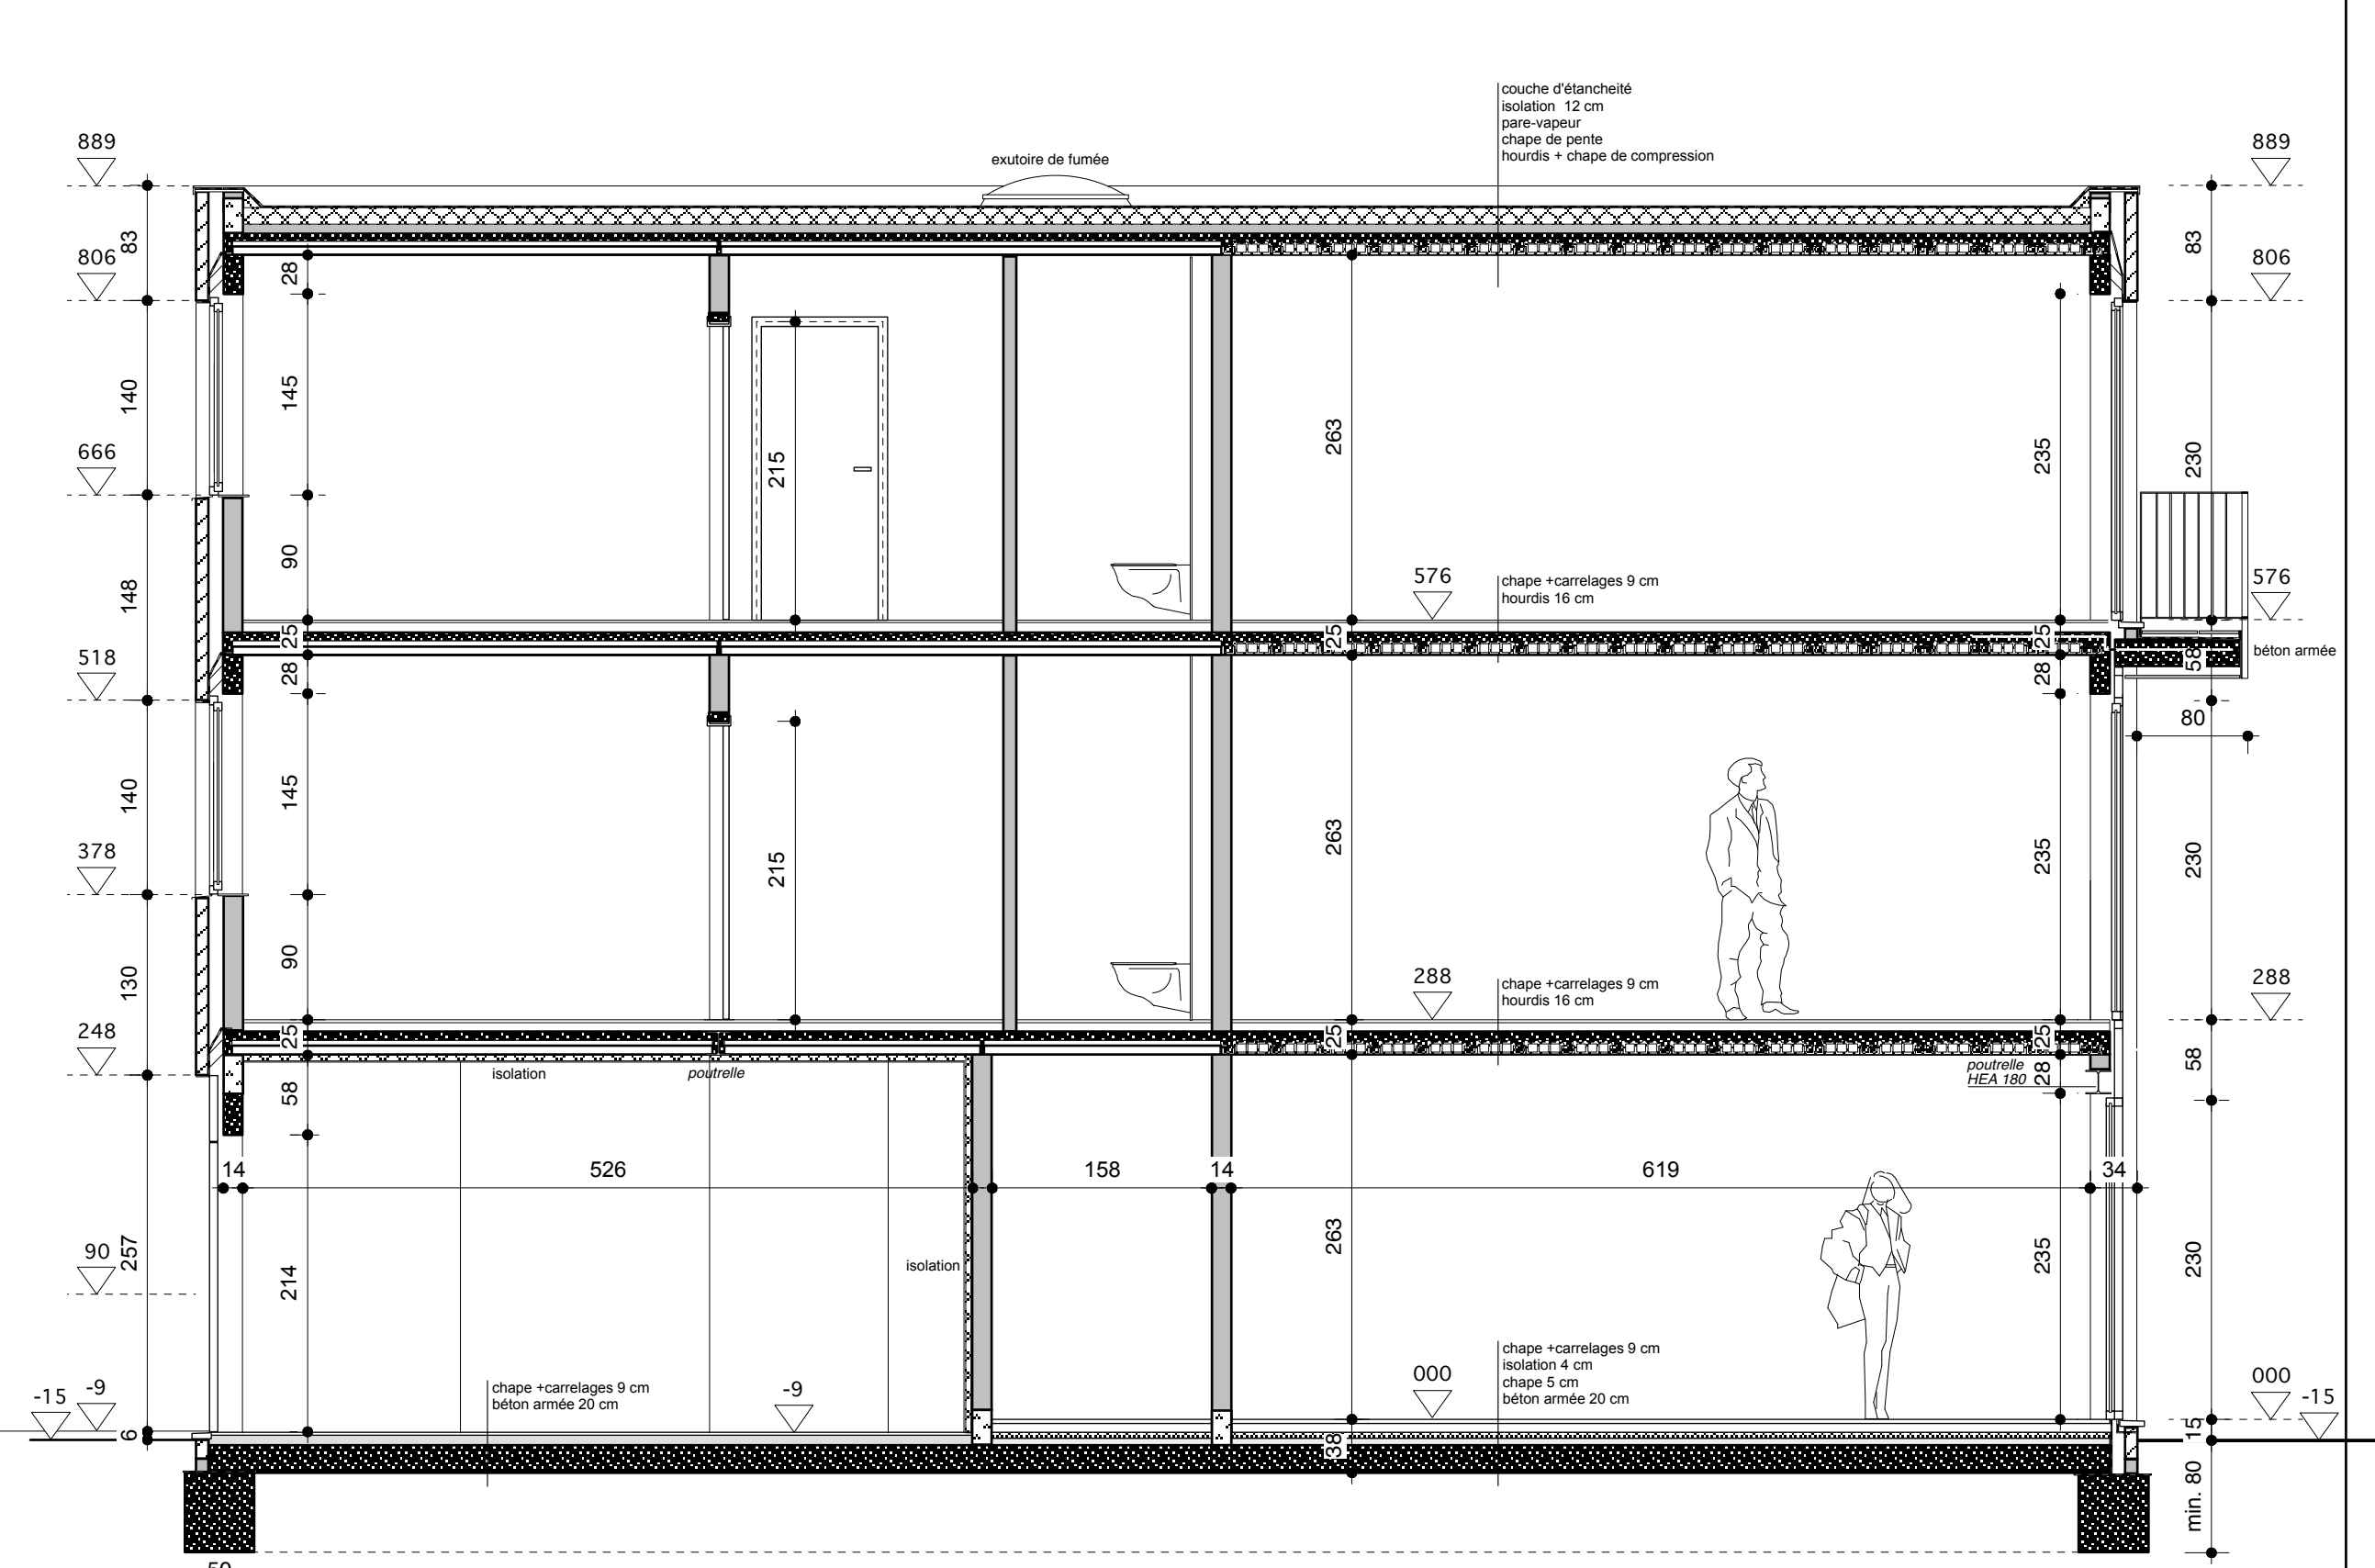 couche d'étancheité
isolation 12 cm
pare-vapeur
chape de pente
hourdis + chape de compression
exutoire de fumée
889
889
83
28
83
806
806
140
145
215
263
235
230
666
90
148
576
chape +carrelages 9 cm
hourdis 16 cm
576
25
25
25
518
28
28
58
béton armée
80
140
145
215
263
235
230
378
90
130
288
chape +carrelages 9 cm
hourdis 16 cm
288
248
25
25
25
isolation
poutrelle
poutrelle
HEA 180
28
58
58
14
526
158
14
619
34
257
90
214
isolation
263
235
230
chape +carrelages 9 cm
isolation 4 cm
chape 5 cm
béton armée 20 cm
chape +carrelages 9 cm
béton armée 20 cm
-15
-9
-9
000
000
-15
6
38
15
min. 80